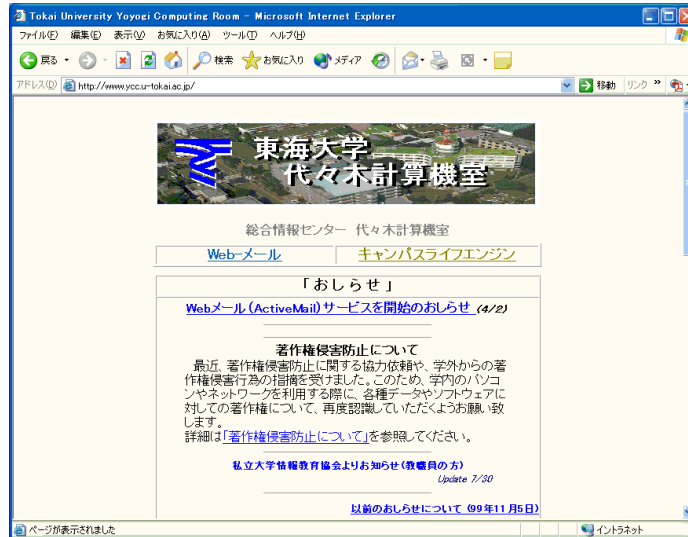 Tokai University Yoyogi Computing Room - Microsoft Internet Explorer
ファイル(F) 編集(E) 表示(V) お気に入り(A) ツール(T) ヘルプ(H)
戻る 検索 お気に入り メディア
アドレス(D) http://www.ycc.u-tokai.ac.jp/ 移動 リンク »
東海大学
代々木計算機室
総合情報センター 代々木計算機室
Web-メール キャンパスライフエンジン
「おしらせ」
Webメール(ActiveMail)サービスを開始のおしらせ (4/2)
著作権侵害防止について
最近、著作権侵害防止に関する協力依頼や、学外からの著
作権侵害行為の指摘を受けました。このため、学内のパソコ
ンやネットワークを利用する際に、各種データやソフトウェアに
対しての著作権について、再度認識していただくようお願い致
します。
詳細は「著作権侵害防止について」を参照してください。
私立大学情報教育協会よりお知らせ(教職員の方)
Update 7/30
以前のおしらせについて (99年11月5日)
ページが表示されました イントラネット